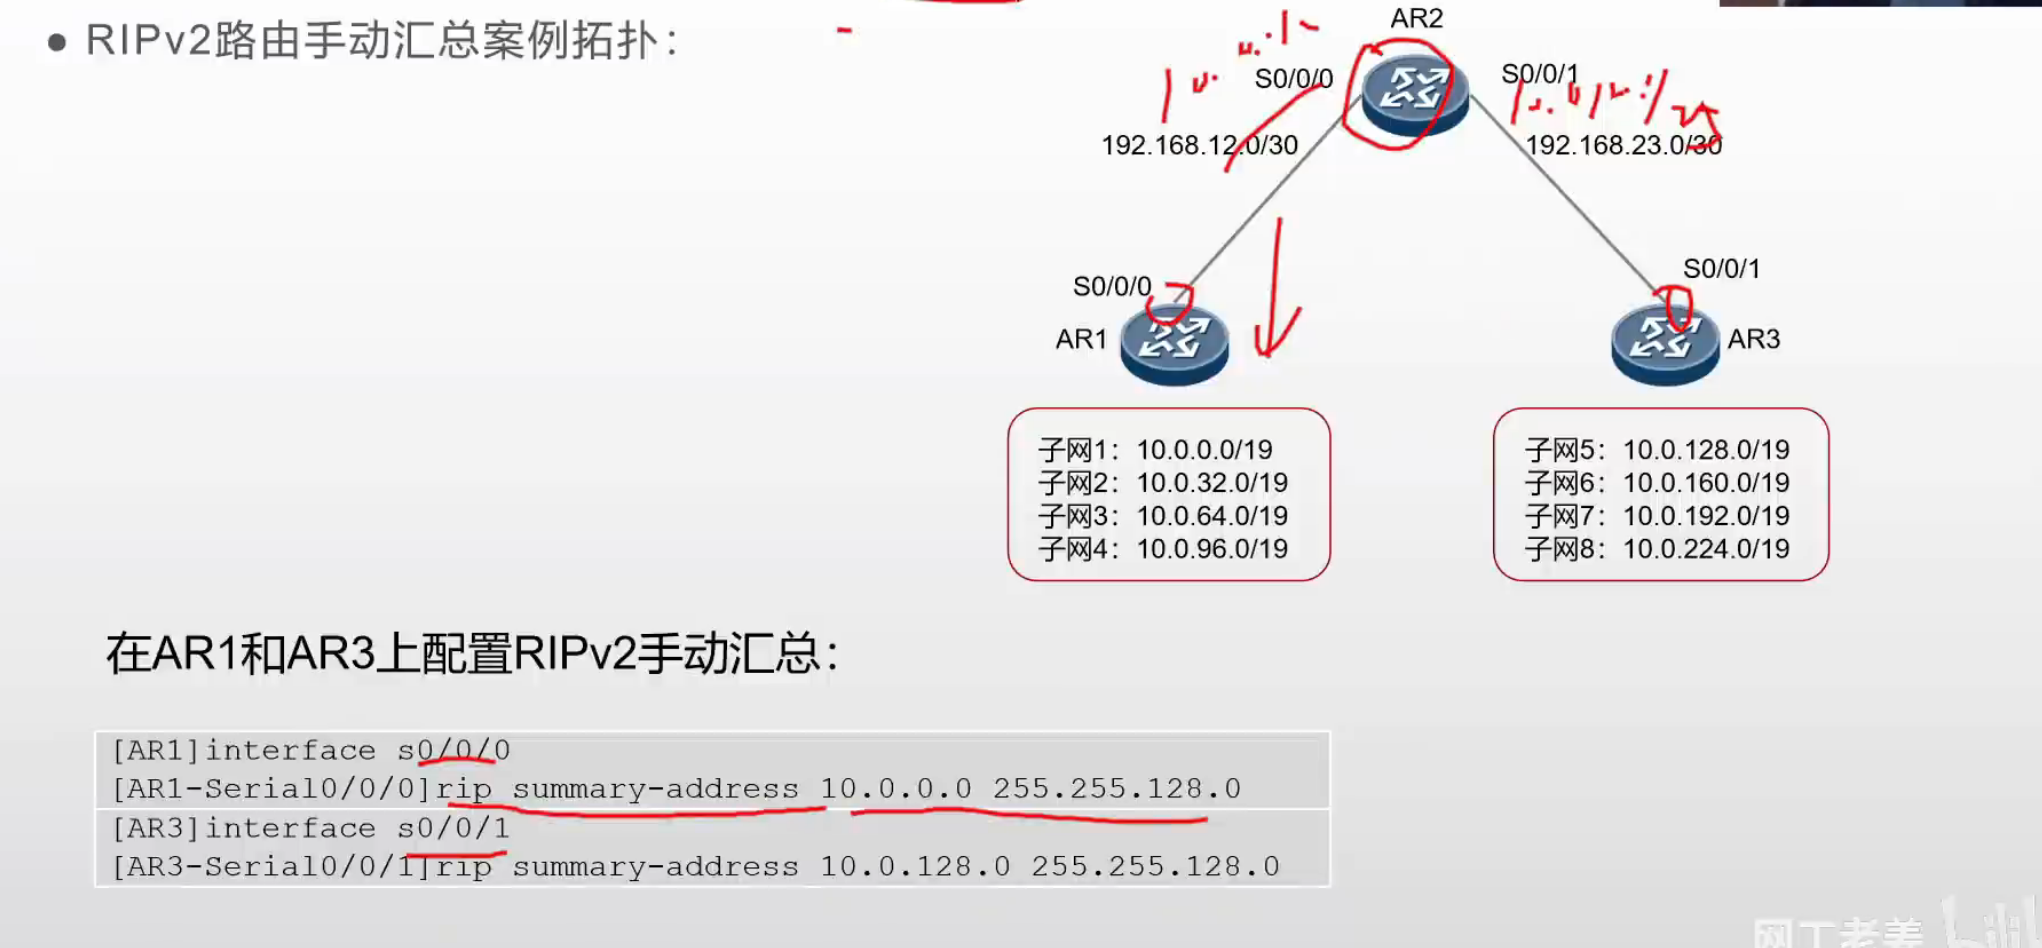 ● RIPv2路由手动汇总案例拓扑：
AR2
S0/0/0
S0/0/1
192.168.12.0/30
192.168.23.0/30
S0/0/0
S0/0/1
AR1
AR3
子网1：10.0.0.0/19
子网2：10.0.32.0/19
子网3：10.0.64.0/19
子网4：10.0.96.0/19
子网5：10.0.128.0/19
子网6：10.0.160.0/19
子网7：10.0.192.0/19
子网8：10.0.224.0/19
在AR1和AR3上配置RIPv2手动汇总：
[AR1]interface s0/0/0
[AR1-Serial0/0/0]rip summary-address 10.0.0.0 255.255.128.0
[AR3]interface s0/0/1
[AR3-Serial0/0/1]rip summary-address 10.0.128.0 255.255.128.0